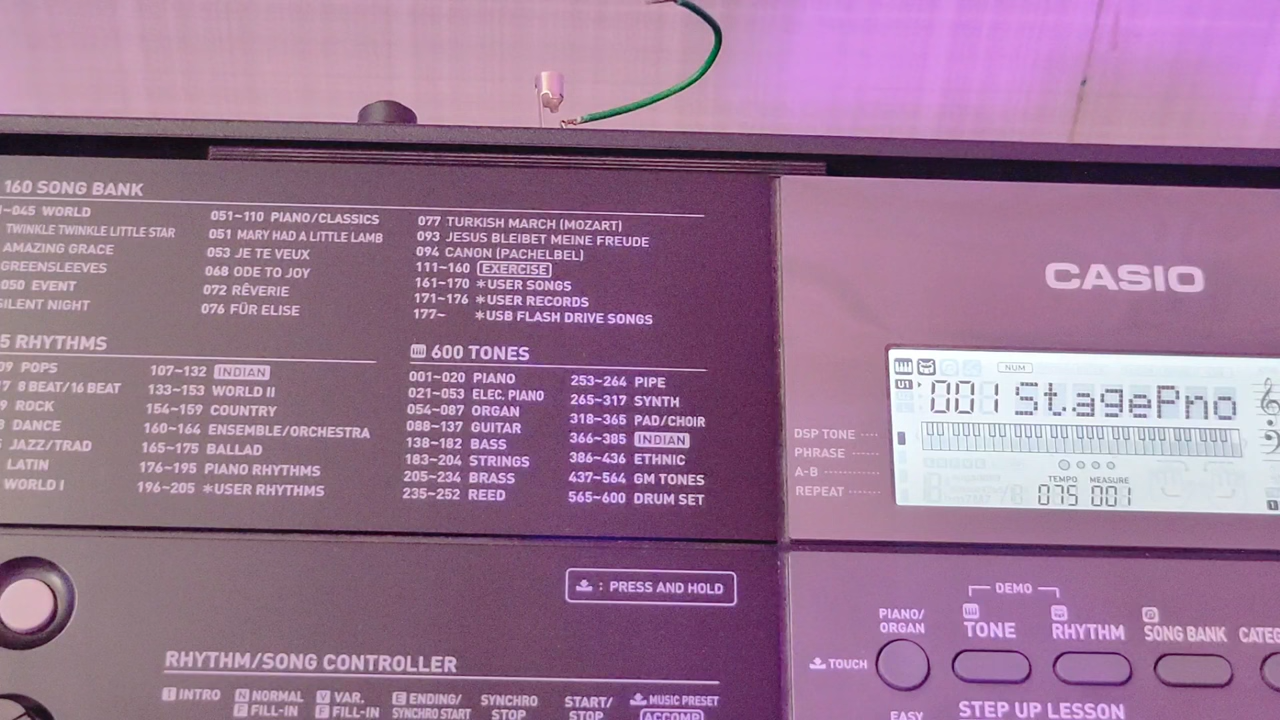 160 SONG BANK
-045 WORLD
TWINKLE TWINKLE LITTLE STAR
AMAZING GRACE
GREENSLEEVES
050 EVENT
SILENT NIGHT
051~110 PIANO/CLASSICS
051 MARY HAD A LITTLE LAMB
053 JE TE VEUX
068 ODE TO JOY
072 RÊVERIE
076 FÜR ELISE
077 TURKISH MARCH (MOZART)
093 JESUS BLEIBET MEINE FREUDE
094 CANON (PACHELBEL)
111~160 EXERCISE
161~170 *USER SONGS
171~176 *USER RECORDS
177~ *USB FLASH DRIVE SONGS
5 RHYTHMS
09 POPS
7 8 BEAT/16 BEAT
9 ROCK
DANCE
JAZZ/TRAD
LATIN
WORLD I
107~132 INDIAN
133~153 WORLD II
154~159 COUNTRY
160~164 ENSEMBLE/ORCHESTRA
165~175 BALLAD
176~195 PIANO RHYTHMS
196~205 *USER RHYTHMS
600 TONES
001~020 PIANO
021~053 ELEC. PIANO
054~087 ORGAN
088~137 GUITAR
138~182 BASS
183~204 STRINGS
205~234 BRASS
235~252 REED
253~264 PIPE
265~317 SYNTH
318~365 PAD/CHOIR
366~385 INDIAN
386~436 ETHNIC
437~564 GM TONES
565~600 DRUM SET
CASIO
NUM
U1
001 StagePno
TEMPO MEASURE
075 001
DSP TONE
PHRASE
A-B
REPEAT
: PRESS AND HOLD
RHYTHM/SONG CONTROLLER
I INTRO
N NORMAL
F FILL-IN
V VAR.
F FILL-IN
E ENDING/
SYNCHRO START
SYNCHRO
STOP
START/
STOP
MUSIC PRESET
ACCOMP
DEMO
PIANO/
ORGAN
TONE
RHYTHM
SONG BANK
CATEG
TOUCH
EASY
STEP UP LESSON